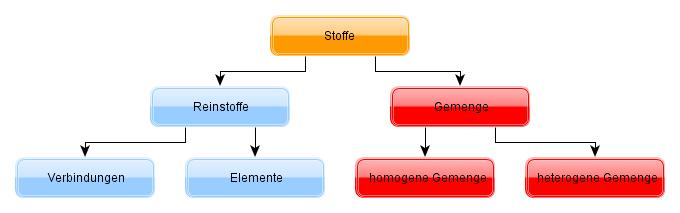 Stoffe
Reinstoffe
Gemenge
Verbindungen
Elemente
homogene Gemenge
heterogene Gemenge